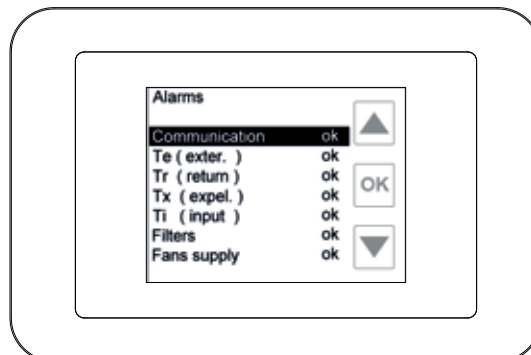 Alarms
Communication ok
Te ( exter. ) ok
Tr ( return ) ok
Tx ( expel. ) ok
Ti ( input ) ok
Filters ok
Fans supply ok
OK